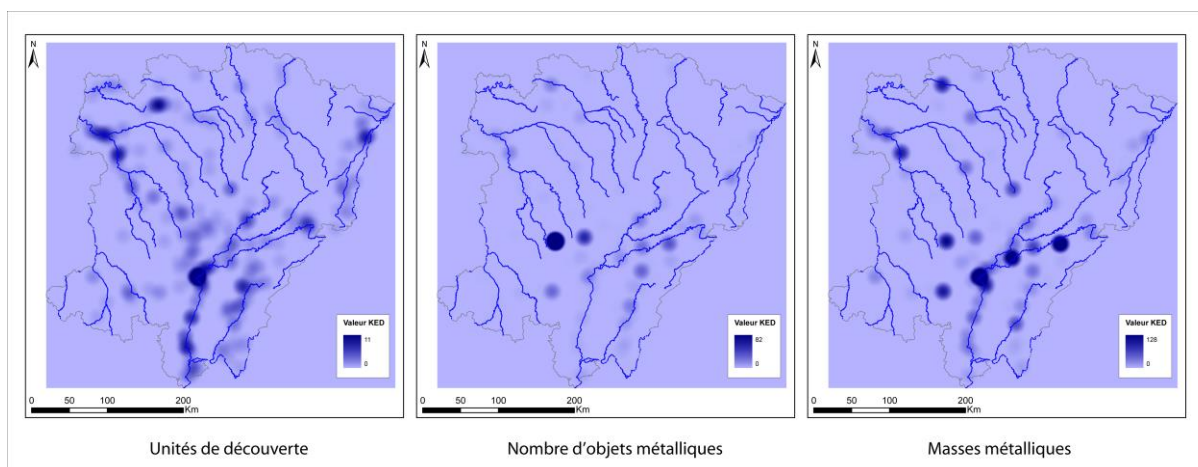 N
Valeur KED
11
0
0 50 100 200
Km
Unités de découverte
N
Valeur KED
82
0
0 50 100 200
Km
Nombre d'objets métalliques
N
Valeur KED
128
0
0 50 100 200
Km
Masses métalliques